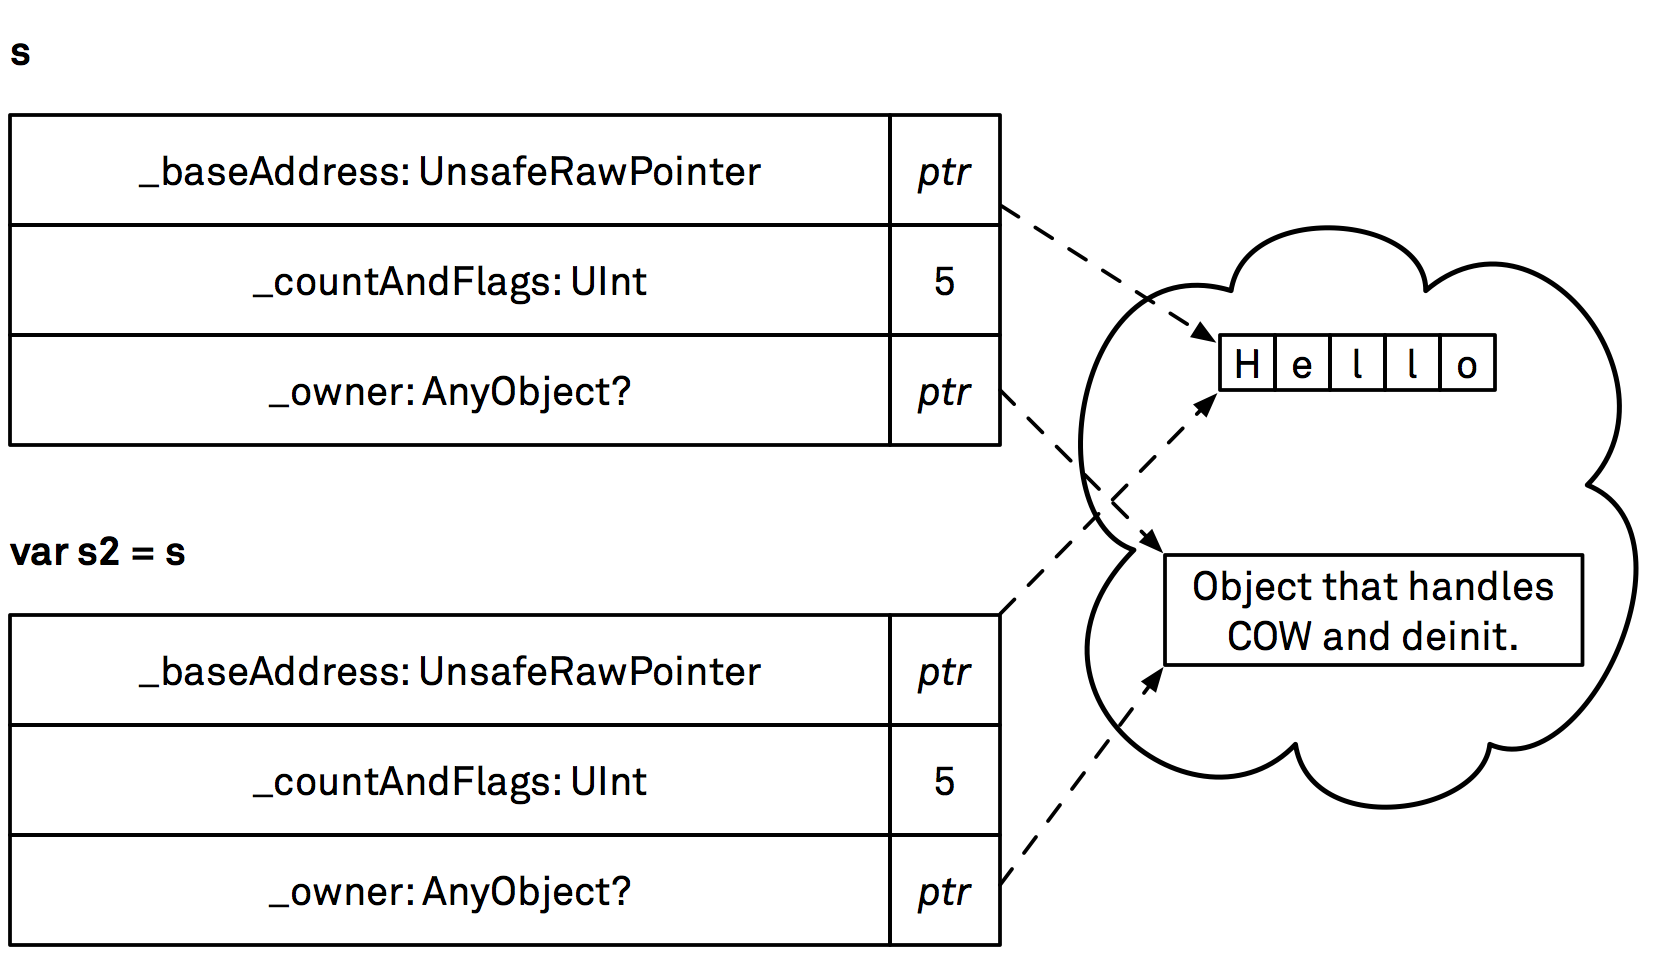 s
_baseAddress: UnsafeRawPointer ptr
_countAndFlags: UInt 5
_owner: AnyObject? ptr
var s2 = s
_baseAddress: UnsafeRawPointer ptr
_countAndFlags: UInt 5
_owner: AnyObject? ptr
H e l l o
Object that handles
COW and deinit.